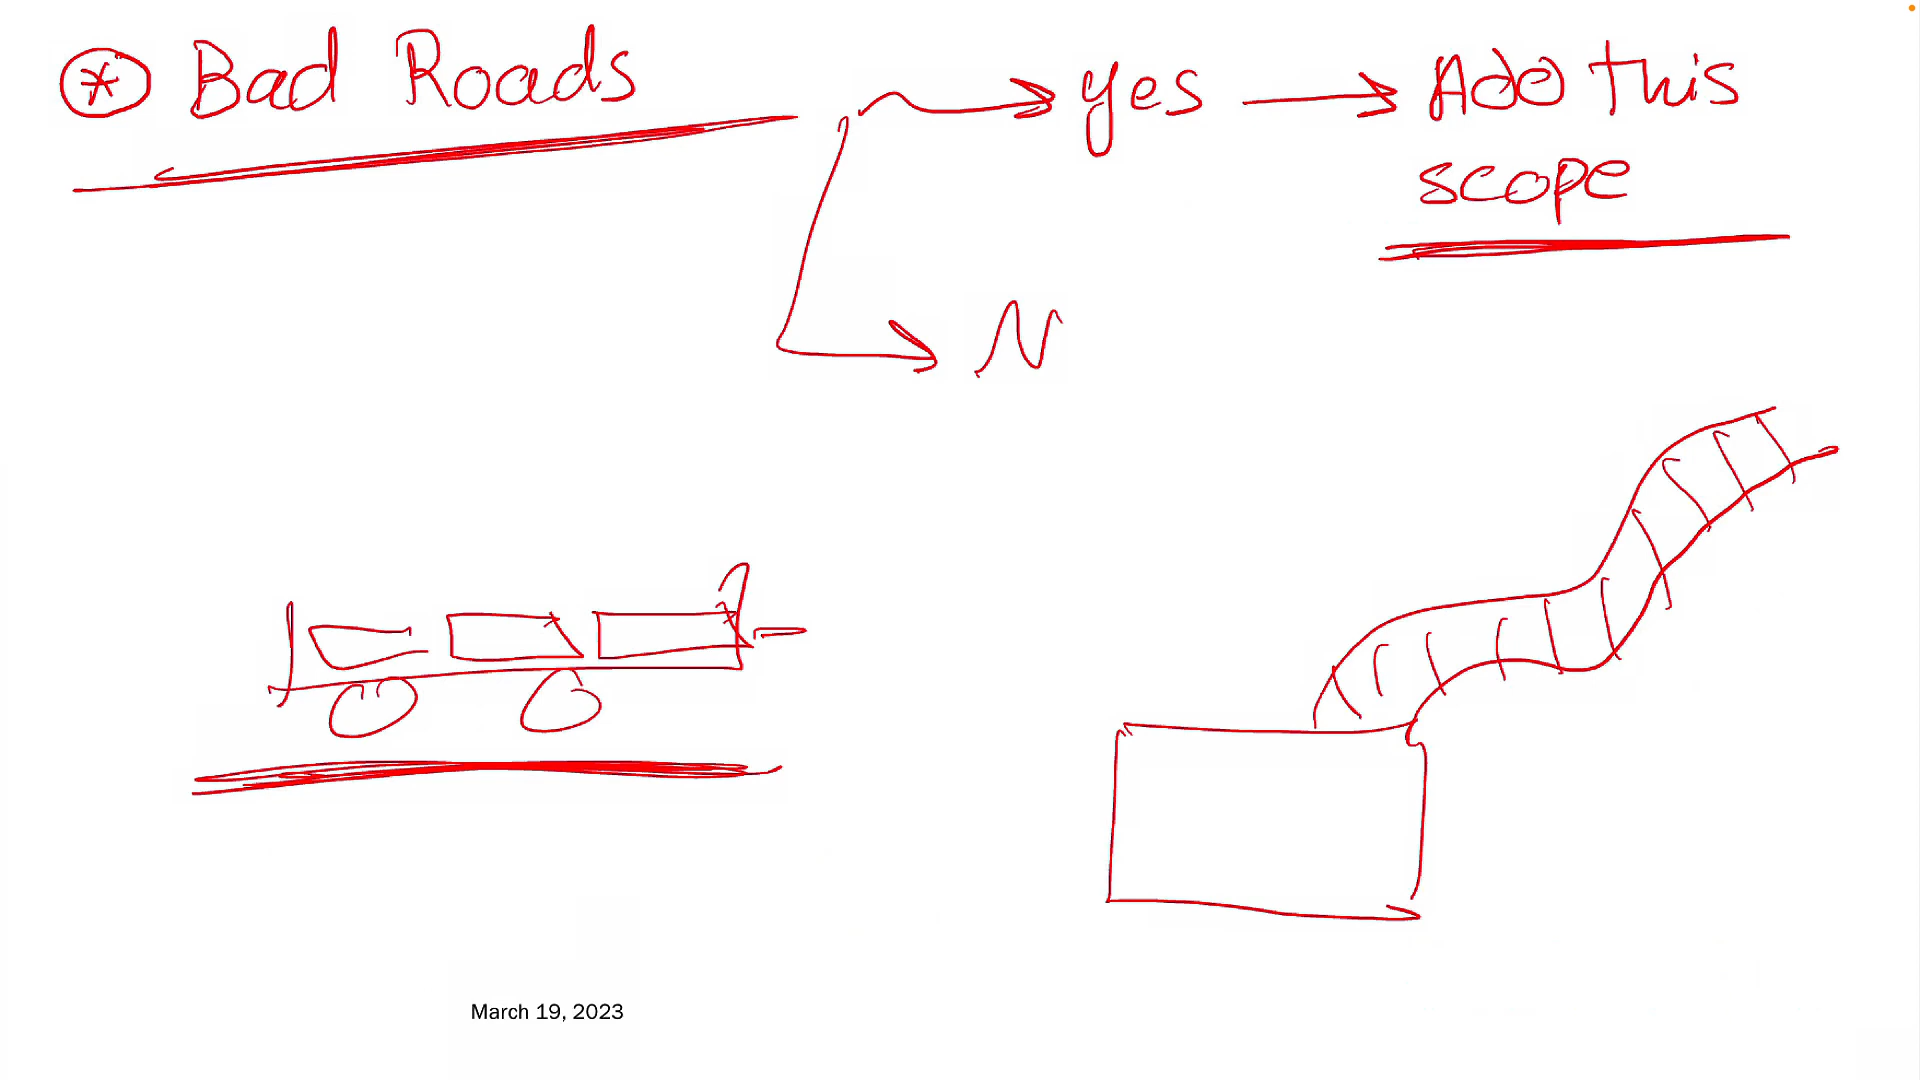 * Bad Roads
yes
Add this
scope
N
March 19, 2023